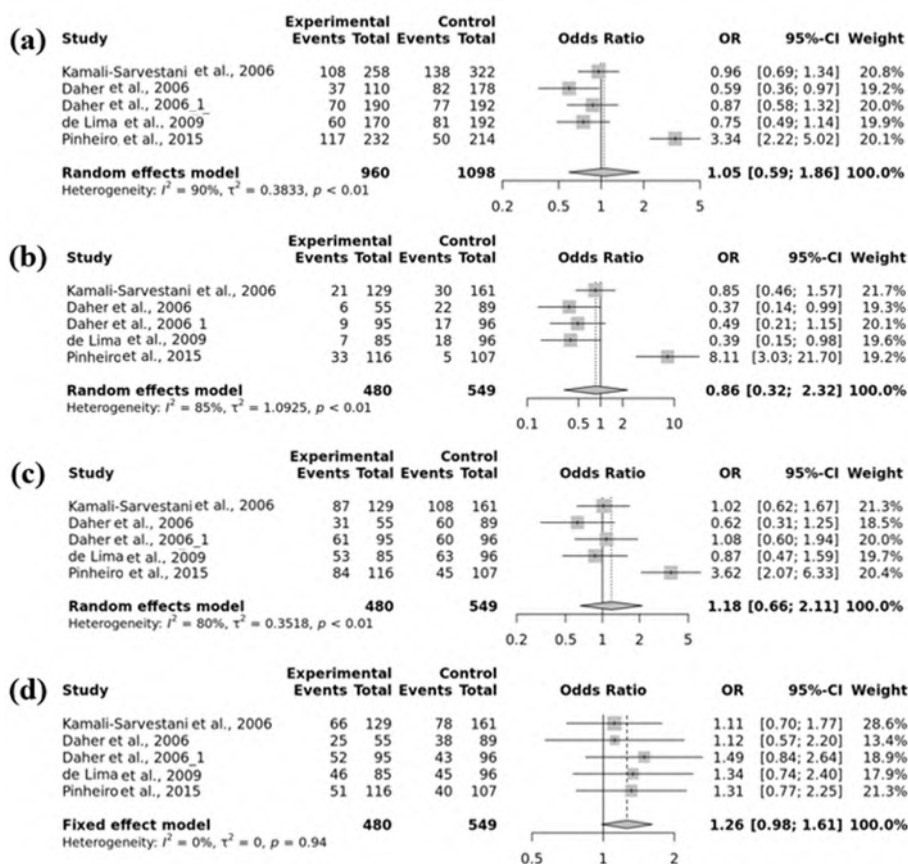 (a)
Experimental Control
Study Events Total Events Total Odds Ratio OR 95%-CI Weight
Kamali-Sarvestani et al., 2006 108 258 138 322 0.96 [0.69; 1.34] 20.8%
Daher et al., 2006 37 110 82 178 0.59 [0.36; 0.97] 19.2%
Daher et al., 2006_1 70 190 77 192 0.87 [0.58; 1.32] 20.0%
de Lima et al., 2009 60 170 81 192 0.75 [0.49; 1.14] 19.9%
Pinheiro et al., 2015 117 232 50 214 3.34 [2.22; 5.02] 20.1%
Random effects model 960 1098 1.05 [0.59; 1.86] 100.0%
Heterogeneity: I² = 90%, τ² = 0.3833, p < 0.01
0.2 0.5 1 2 5
(b)
Experimental Control
Study Events Total Events Total Odds Ratio OR 95%-CI Weight
Kamali-Sarvestani et al., 2006 21 129 30 161 0.85 [0.46; 1.57] 21.7%
Daher et al., 2006 6 55 22 89 0.37 [0.14; 0.99] 19.3%
Daher et al., 2006 1 9 95 17 96 0.49 [0.21; 1.15] 20.1%
de Lima et al., 2009 7 85 18 96 0.39 [0.15; 0.98] 19.6%
Pinheircet al., 2015 33 116 5 107 8.11 [3.03; 21.70] 19.2%
Random effects model 480 549 0.86 [0.32; 2.32] 100.0%
Heterogeneity: I² = 85%, τ² = 1.0925, p < 0.01
0.1 0.5 1 2 10
(c)
Experimental Control
Study Events Total Events Total Odds Ratio OR 95%-CI Weight
Kamali-Sarvestani et al., 2006 87 129 108 161 1.02 [0.62; 1.67] 21.3%
Daher et al., 2006 31 55 60 89 0.62 [0.31; 1.25] 18.5%
Daher et al., 2006_1 61 95 60 96 1.08 [0.60; 1.94] 20.0%
de Lima et al., 2009 53 85 63 96 0.87 [0.47; 1.59] 19.7%
Pinheiro et al., 2015 84 116 45 107 3.62 [2.07; 6.33] 20.4%
Random effects model 480 549 1.18 [0.66; 2.11] 100.0%
Heterogeneity: I² = 80%, τ² = 0.3518, p < 0.01
0.2 0.5 1 2 5
(d)
Experimental Control
Study Events Total Events Total Odds Ratio OR 95%-CI Weight
Kamali-Sarvestani et al., 2006 66 129 78 161 1.11 [0.70; 1.77] 28.6%
Daher et al., 2006 25 55 38 89 1.12 [0.57; 2.20] 13.4%
Daher et al., 2006_1 52 95 43 96 1.49 [0.84; 2.64] 18.9%
de Lima et al., 2009 46 85 45 96 1.34 [0.74; 2.40] 17.9%
Pinheiro et al., 2015 51 116 40 107 1.31 [0.77; 2.25] 21.3%
Fixed effect model 480 549 1.26 [0.98; 1.61] 100.0%
Heterogeneity: I² = 0%, τ² = 0, p = 0.94
0.5 1 2